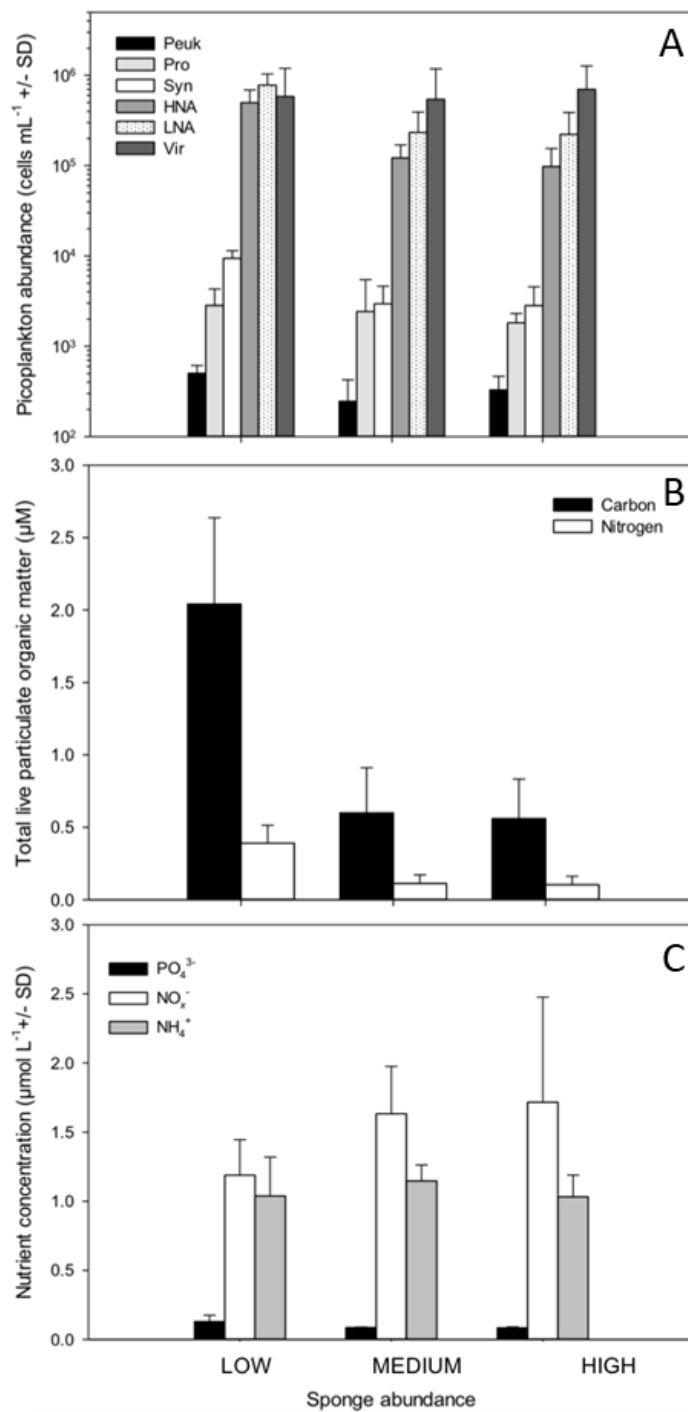 A
Peuk
Pro
Syn
HNA
LNA
Vir
Picoplankton abundance (cells mL⁻¹ +/- SD)
10⁶
10⁵
10⁴
10³
10²
B
Carbon
Nitrogen
Total live particulate organic matter (µM)
3.0
2.5
2.0
1.5
1.0
0.5
0.0
C
PO₄³⁻
NOₓ⁻
NH₄⁺
Nutrient concentration (µmol L⁻¹+/- SD)
3.0
2.5
2.0
1.5
1.0
0.5
0.0
LOW MEDIUM HIGH
Sponge abundance